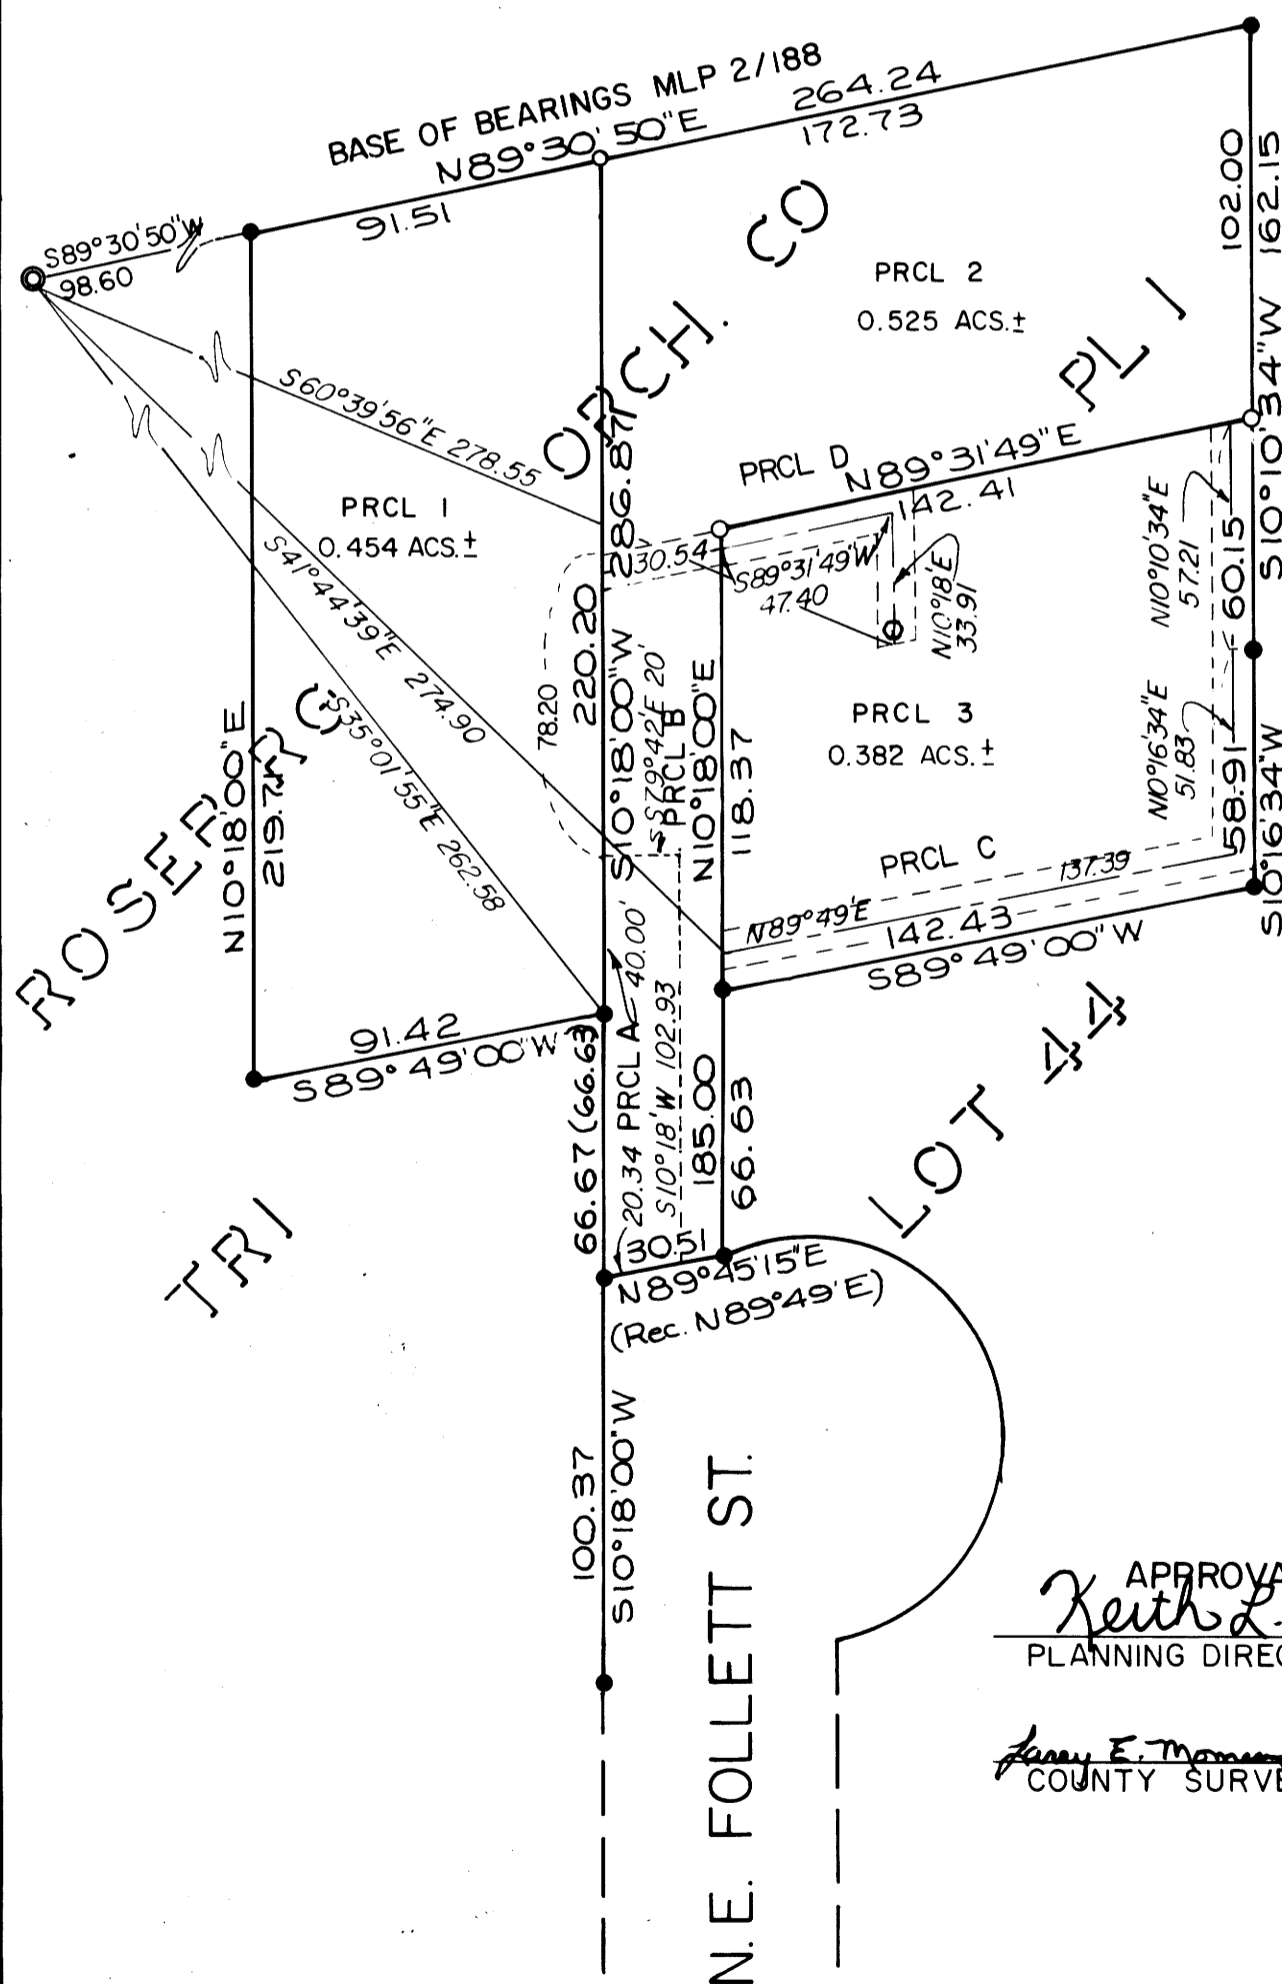 BASE OF BEARINGS MLP 2/188
N89°30'50"E
264.24
172.73
91.51
S89°30'50"W
98.60
102.00
162.15
S10°10'34"W
PRCL 2
0.525 ACS.±
ORCH. CO
PL 1
S60°39'56"E 278.55
PRCL 1
0.454 ACS.±
S41°44'39"E 274.90
S35°01'55"E 262.58
286.87
220.20
S10°18'00"W
78.20
30.54
PRCL D
N89°31'49"E
142.41
S89°31'49"W
47.40
N10°18'E
33.91
N10°10'34"E
57.21
60.15
PRCL 3
0.382 ACS.±
N10°16'34"E
51.83
58.91
S10°16'34"W
S79°42'E 20'
PRCL B
N10°18'00"E
118.37
PRCL C
137.39
N89°49'E
142.43
S89°49'00"W
N10°18'00"E
ROSE
91.42
S89°49'00"W
66.67 (66.63)
20.34 PRCL A 40.00'
S10°18'W 102.93
185.00
66.63
LOT
TRI
30.51
N89°45'15"E
(Rec. N89°49'E)
100.37
S10°18'00"W
N.E. FOLLETT ST.
APPROVA
Keith L.
PLANNING DIREC
COUNTY SURVE